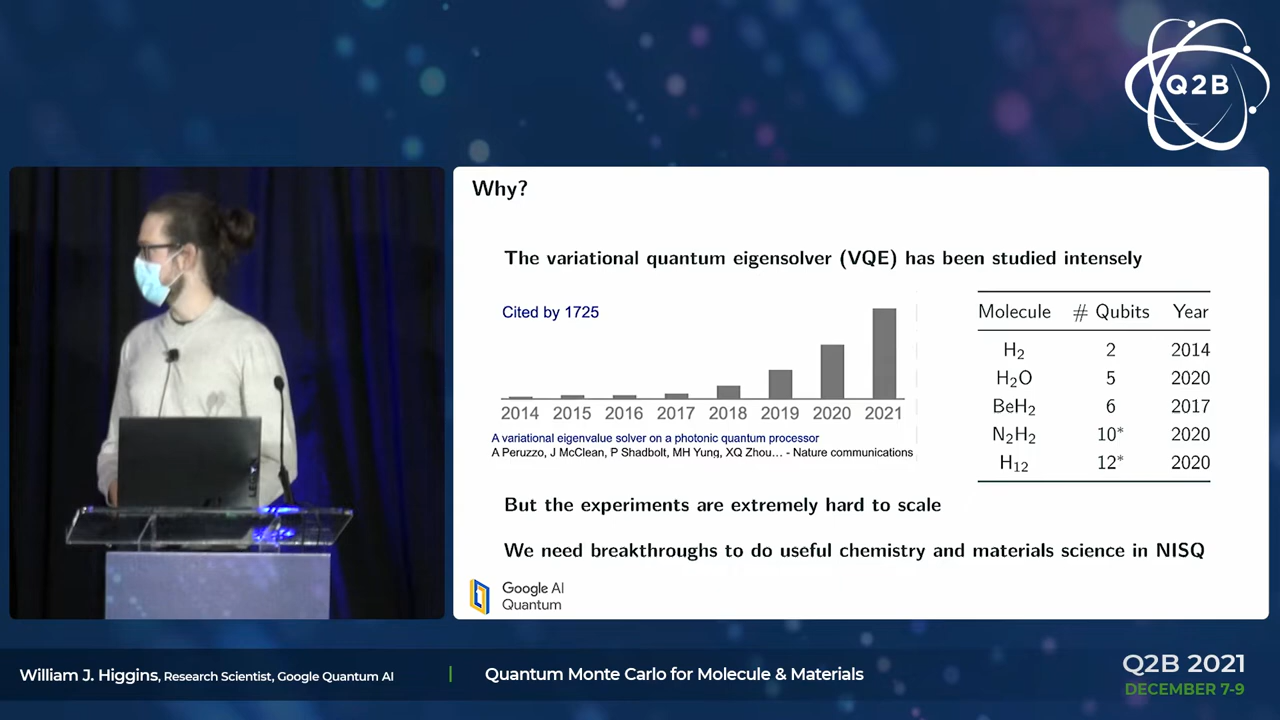 Q2B
Why?
The variational quantum eigensolver (VQE) has been studied intensely
Cited by 1725
2014 2015 2016 2017 2018 2019 2020 2021
A variational eigenvalue solver on a photonic quantum processor
A Peruzzo, J McClean, P Shadbolt, MH Yung, XQ Zhou... - Nature communications
Molecule # Qubits Year
H₂ 2 2014
H₂O 5 2020
BeH₂ 6 2017
N₂H₂ 10* 2020
H₁₂ 12* 2020
But the experiments are extremely hard to scale
We need breakthroughs to do useful chemistry and materials science in NISQ
Google AI
Quantum
William J. Higgins, Research Scientist, Google Quantum AI
Quantum Monte Carlo for Molecule & Materials
Q2B 2021
DECEMBER 7-9